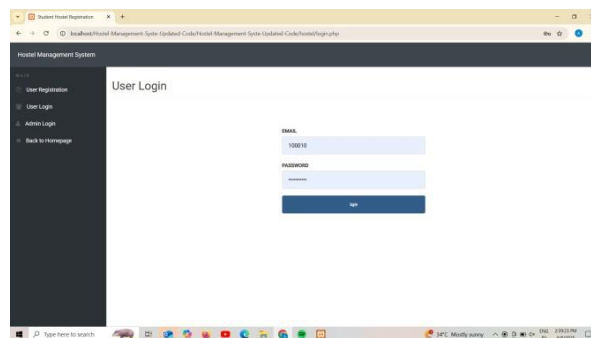 Student Hostel Registration
localhost/Hostel-Management-Syste-Updated-Code/Hostel-Management Syste-Updated-Code/hostel/login.php
Hostel Management System
MAIN
User Registration
User Login
Admin Login
Back to Homepage
User Login
EMAIL
100010
PASSWORD
login
Type here to search
34°C Mostly sunny
ENG